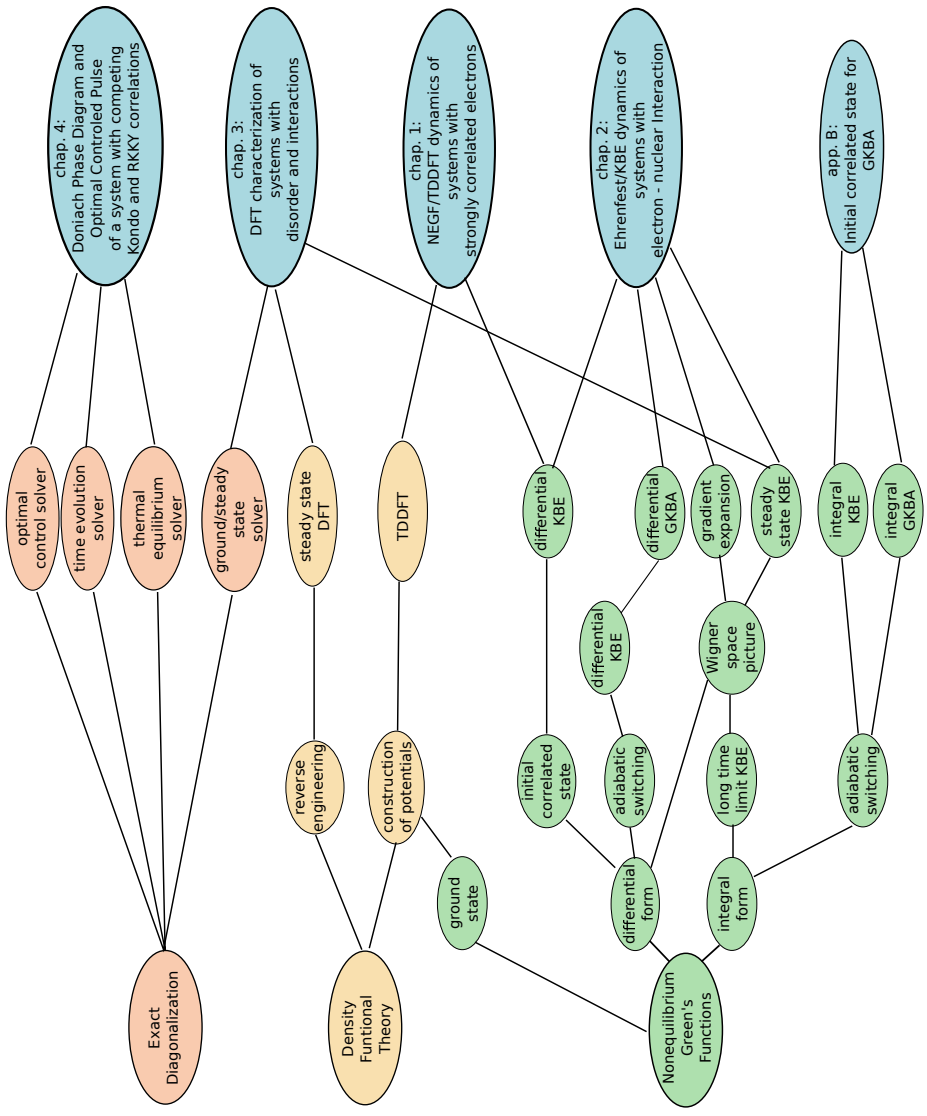 chap. 4:
Doniach Phase Diagram and
Optimal Controled Pulse
of a system with competing
Kondo and RKKY correlations
chap. 3:
DFT characterization of
systems with
disorder and interactions
chap. 1:
NEGF/TDDFT dynamics of
systems with
strongly correlated electrons
chap. 2:
Ehrenfest/KBE dynamics of
systems with
electron - nuclear Interaction
app. B:
Initial correlated state for
GKBA
optimal
control solver
time evolution
solver
thermal
equilibrium
solver
ground/steady
state
solver
steady state
DFT
TDDFT
differential
KBE
differential
GKBA
gradient
expansion
steady
state KBE
integral
KBE
integral
GKBA
differential
KBE
Wigner
space
picture
reverse
engineering
construction
of potentials
initial
correlated
state
adiabatic
switching
long time
limit KBE
adiabatic
switching
ground
state
differential
form
integral
form
Exact
Diagonalization
Density
Funtional
Theory
Nonequilibrium
Green's
Functions